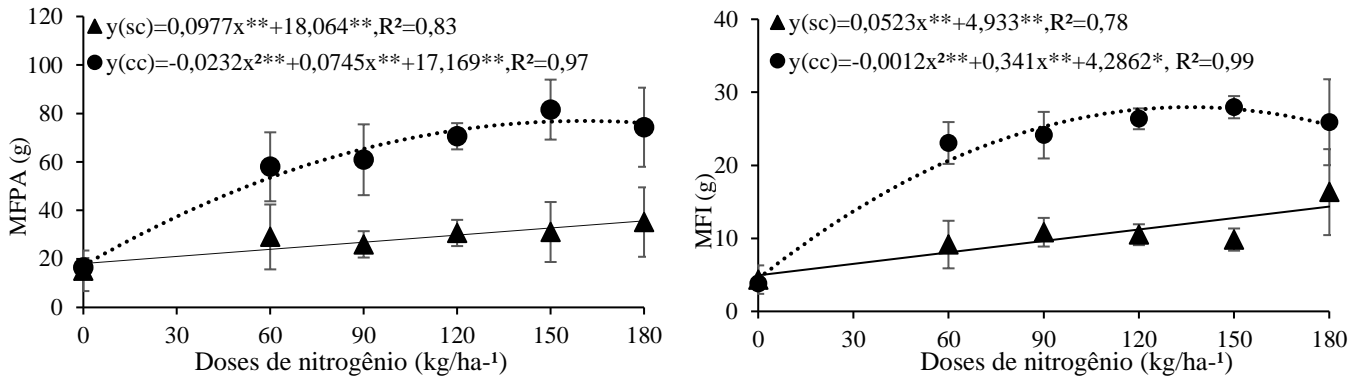 y(sc)=0,0977x**+18,064**,R²=0,83
y(cc)=-0,0232x²**+0,0745x**+17,169**,R²=0,97
MFPA (g)
120
100
80
60
40
20
0
0 30 60 90 120 150 180
Doses de nitrogênio (kg/ha-¹)
y(sc)=0,0523x**+4,933**,R²=0,78
y(cc)=-0,0012x²**+0,341x**+4,2862*, R²=0,99
MFI (g)
40
30
20
10
0
0 30 60 90 120 150 180
Doses de nitrogênio (kg/ha-¹)